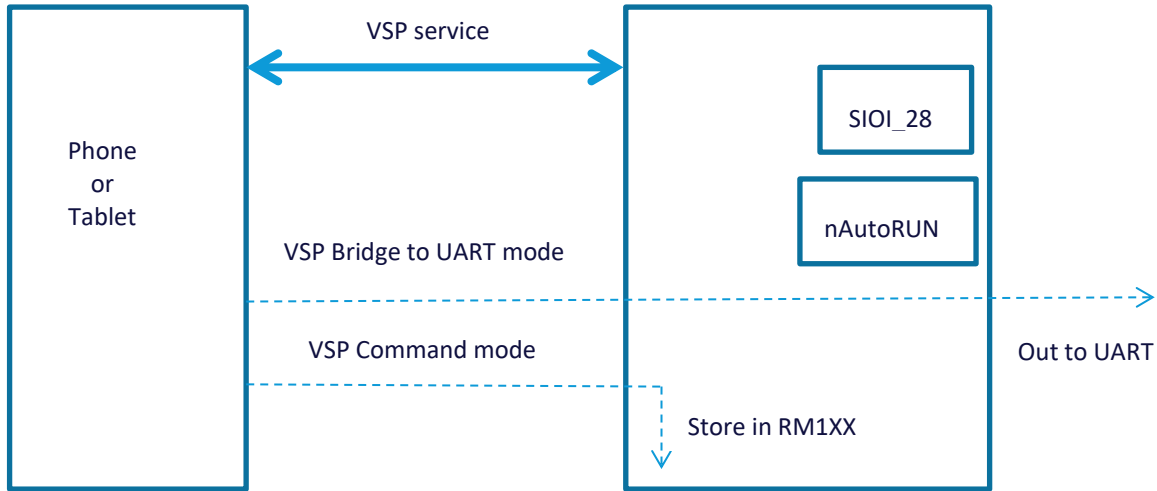 VSP service
SIOI_28
Phone
or
Tablet
nAutoRUN
VSP Bridge to UART mode
VSP Command mode
Out to UART
Store in RM1XX